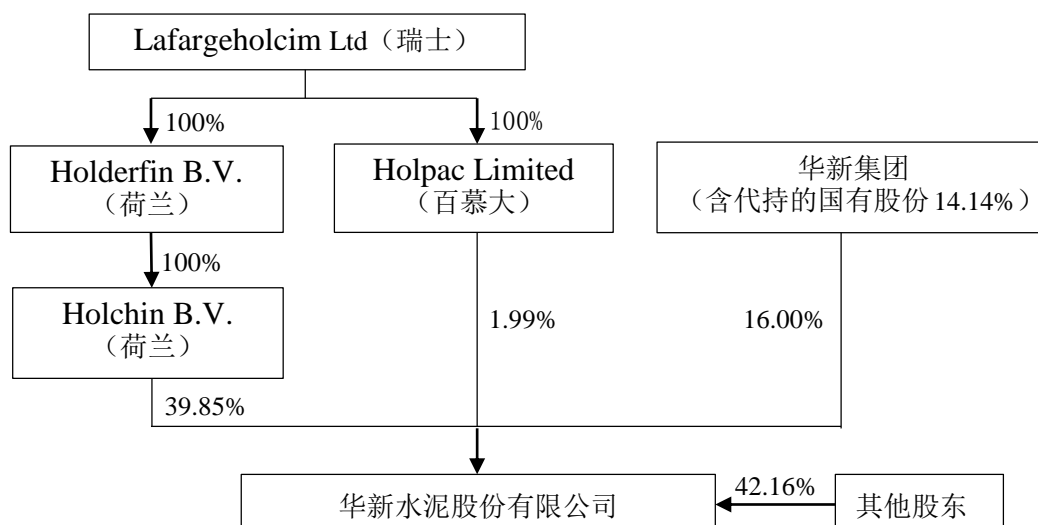 Lafargeholcim Ltd（瑞士）
100%
100%
Holderfin B.V.
（荷兰）
Holpac Limited
（百慕大）
华新集团
（含代持的国有股份 14.14%）
100%
Holchin B.V.
（荷兰）
1.99%
16.00%
39.85%
华新水泥股份有限公司
42.16%
其他股东